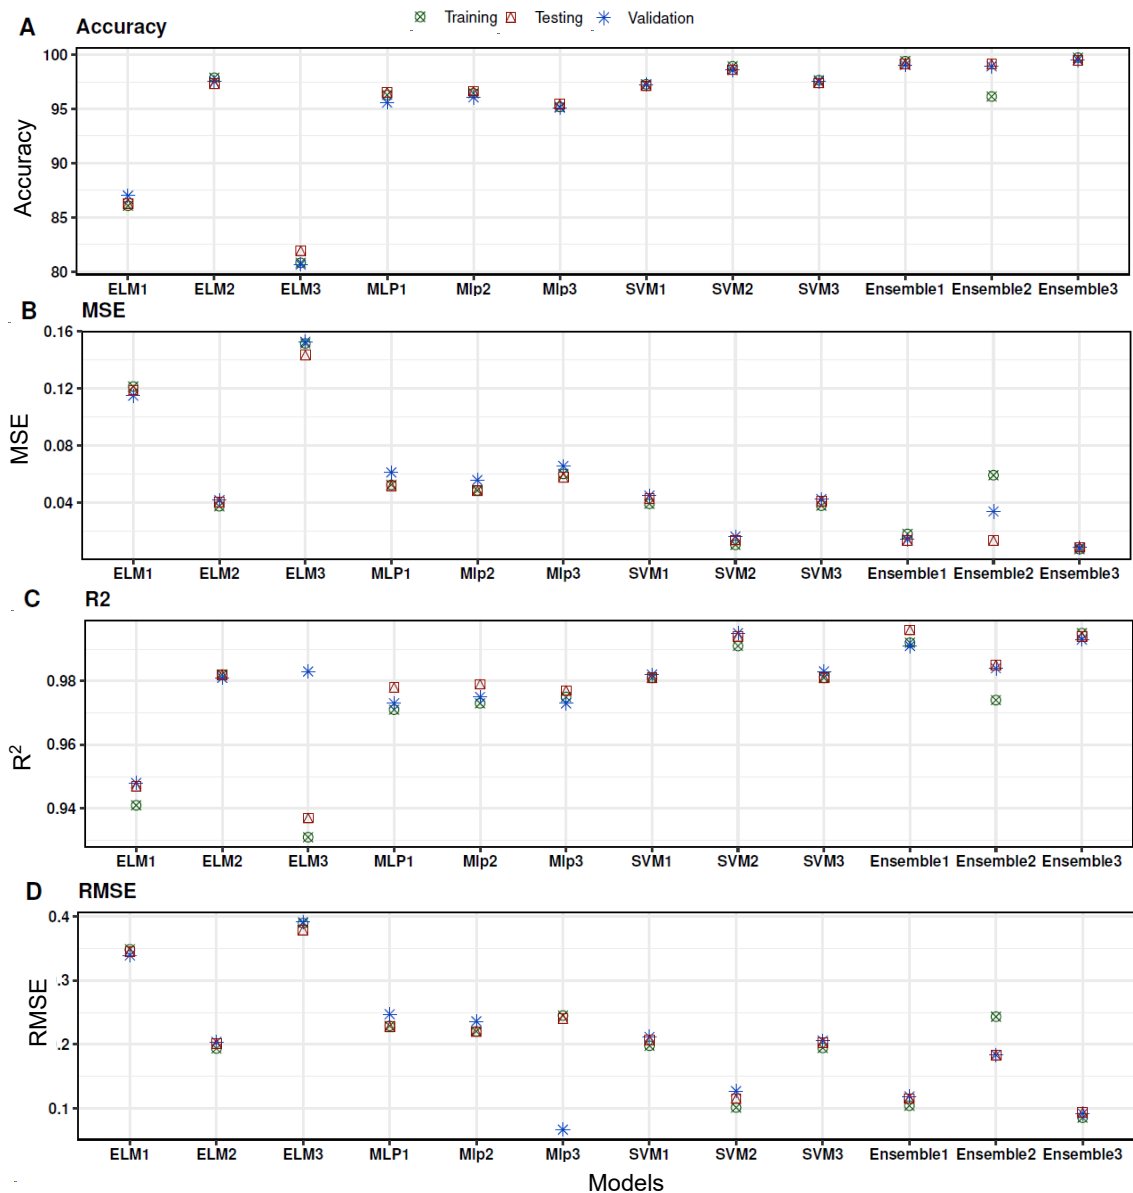 Training Testing Validation
A Accuracy
Accuracy
100
95
90
85
80
ELM1 ELM2 ELM3 MLP1 Mlp2 Mlp3 SVM1 SVM2 SVM3 Ensemble1 Ensemble2 Ensemble3
B MSE
MSE
0.16
0.12
0.08
0.04
ELM1 ELM2 ELM3 MLP1 Mlp2 Mlp3 SVM1 SVM2 SVM3 Ensemble1 Ensemble2 Ensemble3
C R2
R²
0.98
0.96
0.94
ELM1 ELM2 ELM3 MLP1 Mlp2 Mlp3 SVM1 SVM2 SVM3 Ensemble1 Ensemble2 Ensemble3
D RMSE
RMSE
0.4
.3
.2
0.1
ELM1 ELM2 ELM3 MLP1 Mlp2 Mlp3 SVM1 SVM2 SVM3 Ensemble1 Ensemble2 Ensemble3
Models